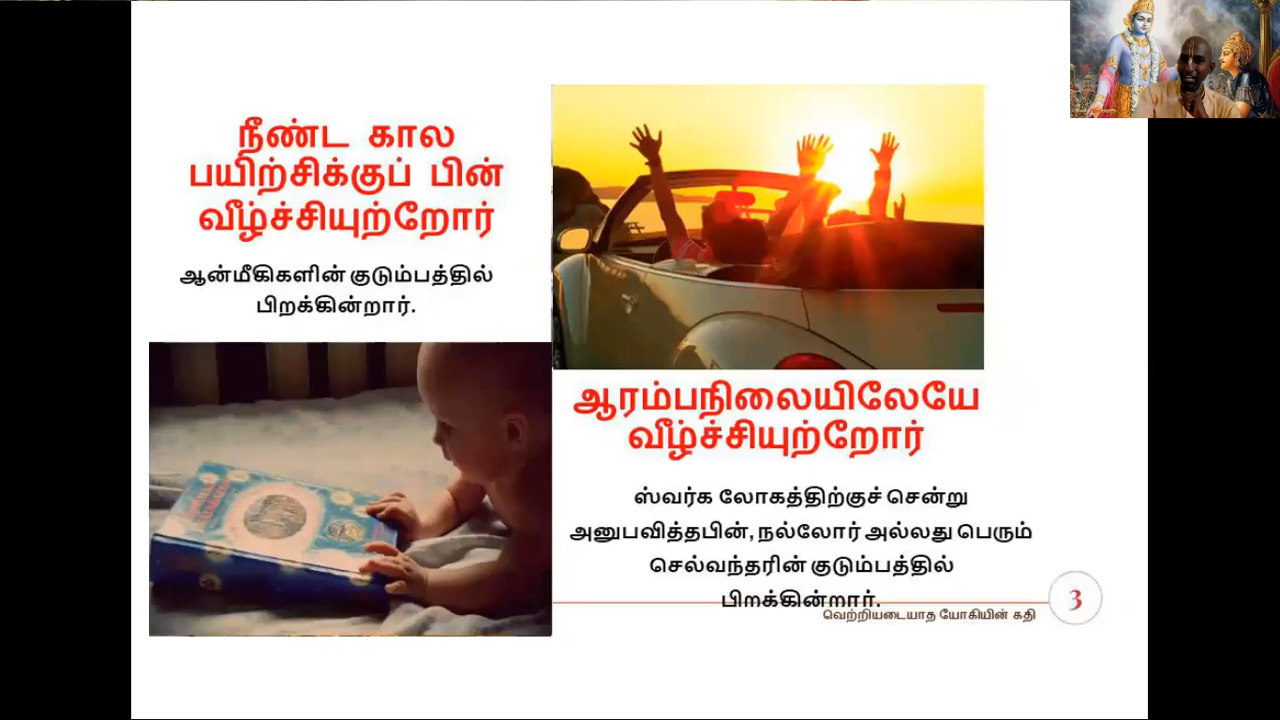 நீண்ட கால
பயிற்சிக்குப் பின்
வீழ்ச்சியுற்றோர்
ஆன்மீகிகளின் குடும்பத்தில்
பிறக்கின்றார்.
ஆரம்பநிலையிலேயே
வீழ்ச்சியுற்றோர்
ஸ்வர்க லோகத்திற்குச் சென்று
அனுபவித்தபின், நல்லோர் அல்லது பெரும்
செல்வந்தரின் குடும்பத்தில்
பிறக்கின்றார்.
வெற்றியடையாத யோகியின் கதி
3